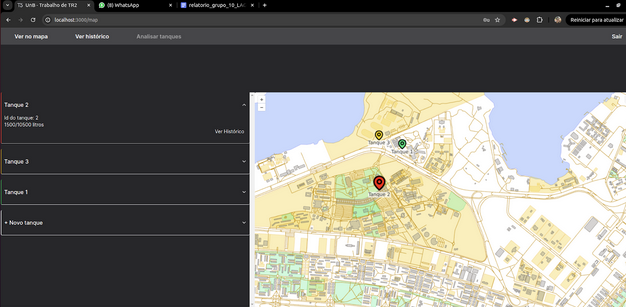 UnB - Trabalho de TR2
(8) WhatsApp
relatorio_grupo_10_LA
localhost:3000/map
Reiniciar para atualizar
Ver no mapa
Ver histórico
Analisar tanques
Sair
Tanque 2
Id do tanque: 2
1500/10500 litros
Ver Histórico
Tanque 3
Tanque 1
+ Novo tanque
+
−
Tanque 3
Tanque 1
Tanque 2